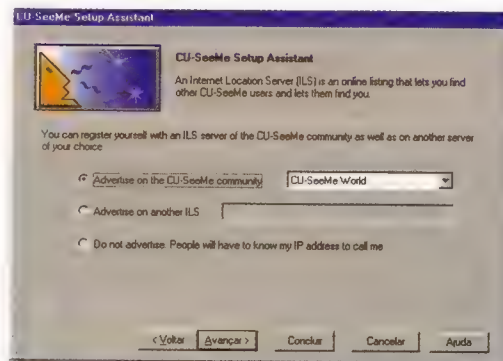 CU-SeeMe Setup Assistant
CU-SeeMe Setup Assistant
An Internet Location Server (ILS) is an online listing that lets you find
other CU-SeeMe users and lets them find you.
You can register yourself with an ILS server of the CU-SeeMe community as well as on another server
of your choice
Advertise on the CU-SeeMe community
CU-SeeMe World
Advertise on another ILS
Do not advertise. People will have to know my IP address to call me
< Voltar
Avançar >
Concluir
Cancelar
Ajuda